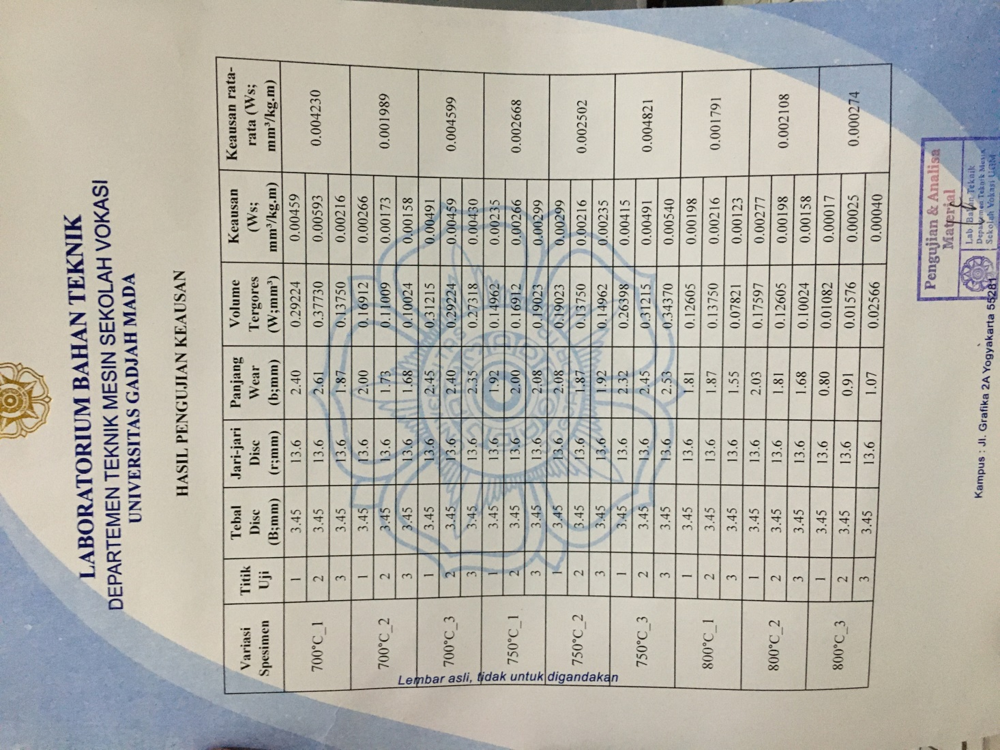 LABORATORIUM BAHAN TEKNIK
DEPARTEMEN TEKNIK MESIN SEKOLAH VOKASI
UNIVERSITAS GADJAH MADA
HASIL PENGUJIAN KEAUSAN
Variasi Spesimen | Titik Uji | Tebal Disc (B;mm) | Jari-jari Disc (r;mm) | Panjang Wear (b;mm) | Volume Tergores (W;mm³) | Keausan (Ws; mm³/kg.m) | Keausan rata-rata (Ws; mm³/kg.m)
700°C_1 | 1 | 3.45 | 13.6 | 2.40 | 0.29224 | 0.00459 | 0.004230
2 | 3.45 | 13.6 | 2.61 | 0.37730 | 0.00593
3 | 3.45 | 13.6 | 1.87 | 0.13750 | 0.00216
700°C_2 | 1 | 3.45 | 13.6 | 2.00 | 0.16912 | 0.00266 | 0.001989
2 | 3.45 | 13.6 | 1.73 | 0.11009 | 0.00173
3 | 3.45 | 13.6 | 1.68 | 0.10024 | 0.00158
700°C_3 | 1 | 3.45 | 13.6 | 2.45 | 0.31215 | 0.00491 | 0.004599
2 | 3.45 | 13.6 | 2.40 | 0.29224 | 0.00459
3 | 3.45 | 13.6 | 2.35 | 0.27318 | 0.00430
750°C_1 | 1 | 3.45 | 13.6 | 1.92 | 0.14962 | 0.00235 | 0.002668
2 | 3.45 | 13.6 | 2.00 | 0.16912 | 0.00266
3 | 3.45 | 13.6 | 2.08 | 0.19023 | 0.00299
750°C_2 | 1 | 3.45 | 13.6 | 2.08 | 0.19023 | 0.00299 | 0.002502
2 | 3.45 | 13.6 | 1.87 | 0.13750 | 0.00216
3 | 3.45 | 13.6 | 1.92 | 0.14962 | 0.00235
750°C_3 | 1 | 3.45 | 13.6 | 2.32 | 0.26398 | 0.00415 | 0.004821
2 | 3.45 | 13.6 | 2.45 | 0.31215 | 0.00491
3 | 3.45 | 13.6 | 2.53 | 0.34370 | 0.00540
800°C_1 | 1 | 3.45 | 13.6 | 1.81 | 0.12605 | 0.00198 | 0.001791
2 | 3.45 | 13.6 | 1.87 | 0.13750 | 0.00216
3 | 3.45 | 13.6 | 1.55 | 0.07821 | 0.00123
800°C_2 | 1 | 3.45 | 13.6 | 2.03 | 0.17597 | 0.00277 | 0.002108
2 | 3.45 | 13.6 | 1.81 | 0.12605 | 0.00198
3 | 3.45 | 13.6 | 1.68 | 0.10024 | 0.00158
800°C_3 | 1 | 3.45 | 13.6 | 0.80 | 0.01082 | 0.00017 | 0.000274
2 | 3.45 | 13.6 | 0.91 | 0.01576 | 0.00025
3 | 3.45 | 13.6 | 1.07 | 0.02566 | 0.00040
Lembar asli, tidak untuk digandakan
Pengujian & Analisa
Material
Lab. Bahan Teknik
Departemen Teknik Mesin
Sekolah Vokasi UGM
Kampus : Jl. Grafika 2A Yogyakarta 55281